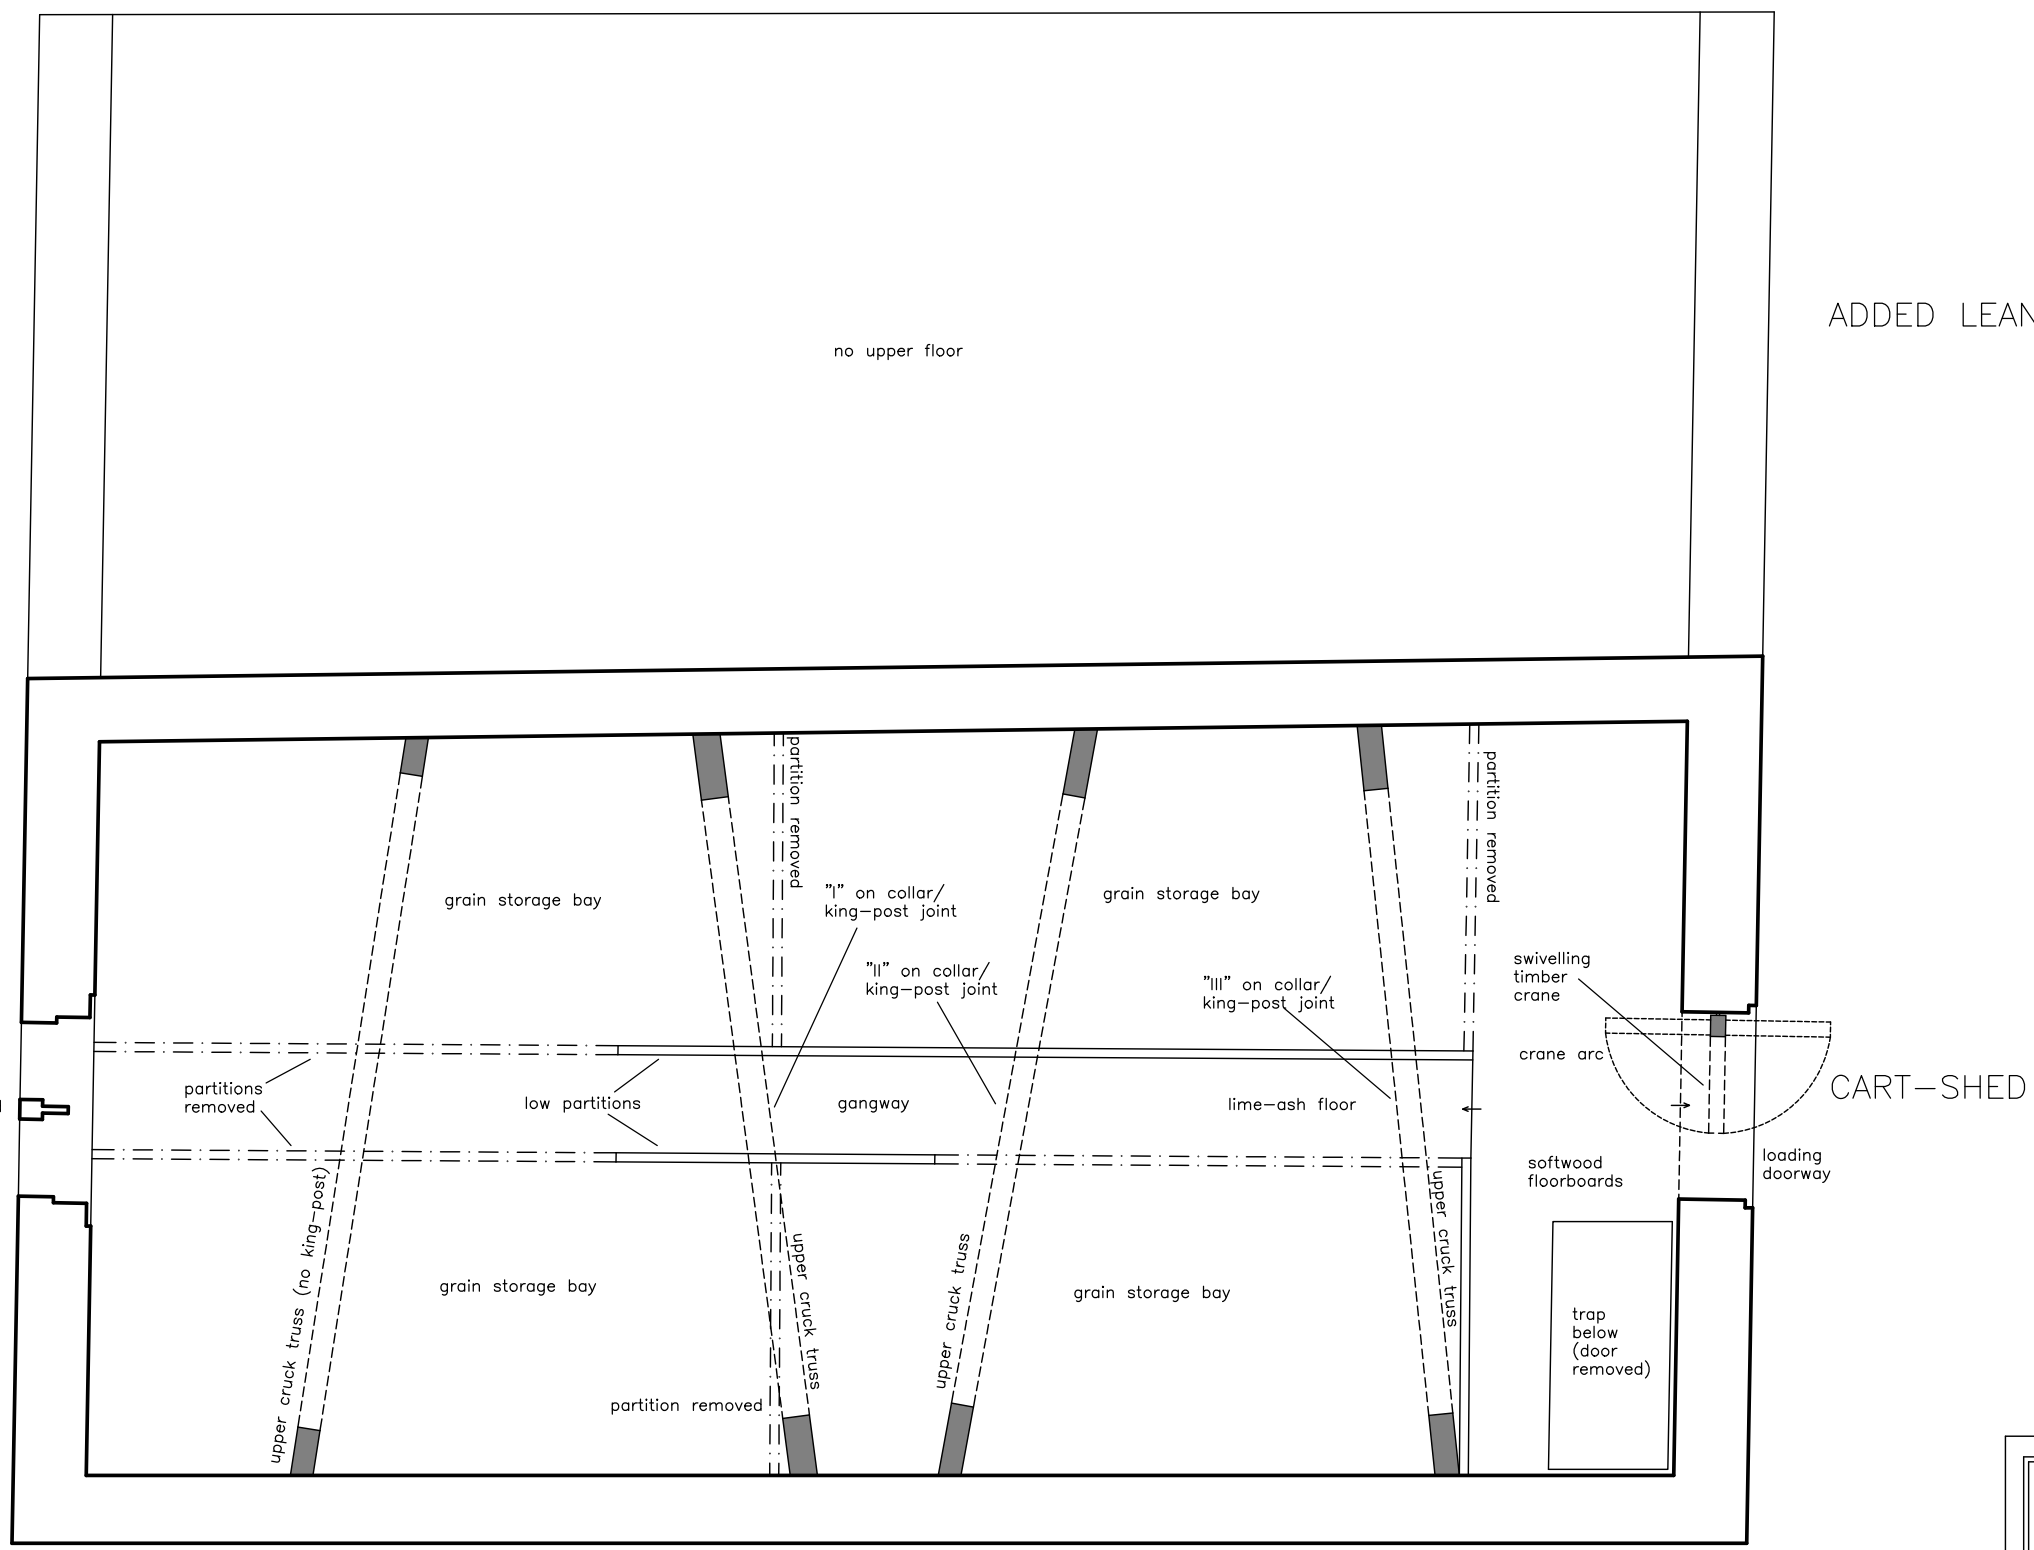 ADDED LEAN
no upper floor
partition removed
partition removed
grain storage bay
"I" on collar/
king-post joint
grain storage bay
"II" on collar/
king-post joint
"III" on collar/
king-post joint
swivelling
timber
crane
crane arc
CART-SHED
partitions
removed
low partitions
gangway
lime-ash floor
softwood
floorboards
loading
doorway
upper cruck truss (no king-post)
upper cruck truss
upper cruck truss
upper cruck truss
grain storage bay
grain storage bay
trap
below
(door
removed)
partition removed